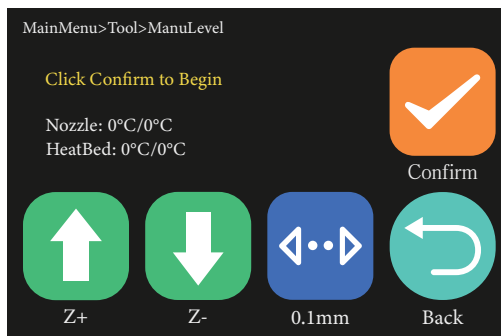 MainMenu>Tool>ManuLevel
Click Confirm to Begin
Nozzle: 0°C/0°C
HeatBed: 0°C/0°C
Confirm
Z+
Z-
0.1mm
Back